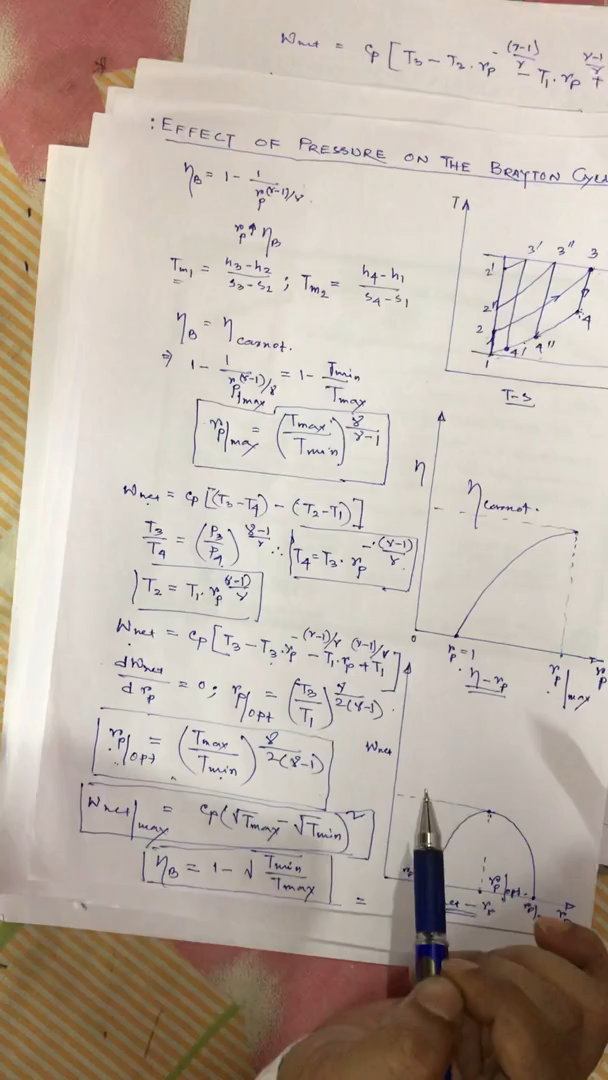 Wnet = cp [T3 - T2 . rp^-(γ-1)/γ - T1 . rp^(γ-1)/γ +
: EFFECT OF PRESSURE ON THE BRAYTON
ηB = 1 - 1/rp^(γ-1)/γ .
rp↑ ηB
Tm1 = (h3-h2)/(s3-s2) ; Tm2 = (h4-h1)/(s4-s1)
ηB = ηcarnot.
⇒ 1 - 1/rp|max^(γ-1)/γ = 1 - Tmin/Tmax
rp|max = (Tmax/Tmin)^γ/(γ-1)
Wnet = cp [(T3-T4) - (T2-T1)]
T3/T4 = (P3/P4)^(γ-1)/γ ∴ T4 = T3 . rp^-(γ-1)/γ
T2 = T1 . rp^(γ-1)/γ
Wnet = cp [T3 - T3.rp^-(γ-1)/γ - T1.rp^(γ-1)/γ + T1]
dWnet/drp = 0 ; rp|opt = (T3/T1)^γ/2(γ-1) .
rp|opt = (Tmax/Tmin)^γ/2(γ-1)
Wnet|max = cp(√Tmax - √Tmin)^2
ηB = 1 - √Tmin/Tmax
=
T
2' 3' 3'' 3
2''
2 4
1 4' 4''
T-S
η
ηcarnot.
0 rp=1 rp|max rp
η-rp
Wnet
rp|opt.
rp